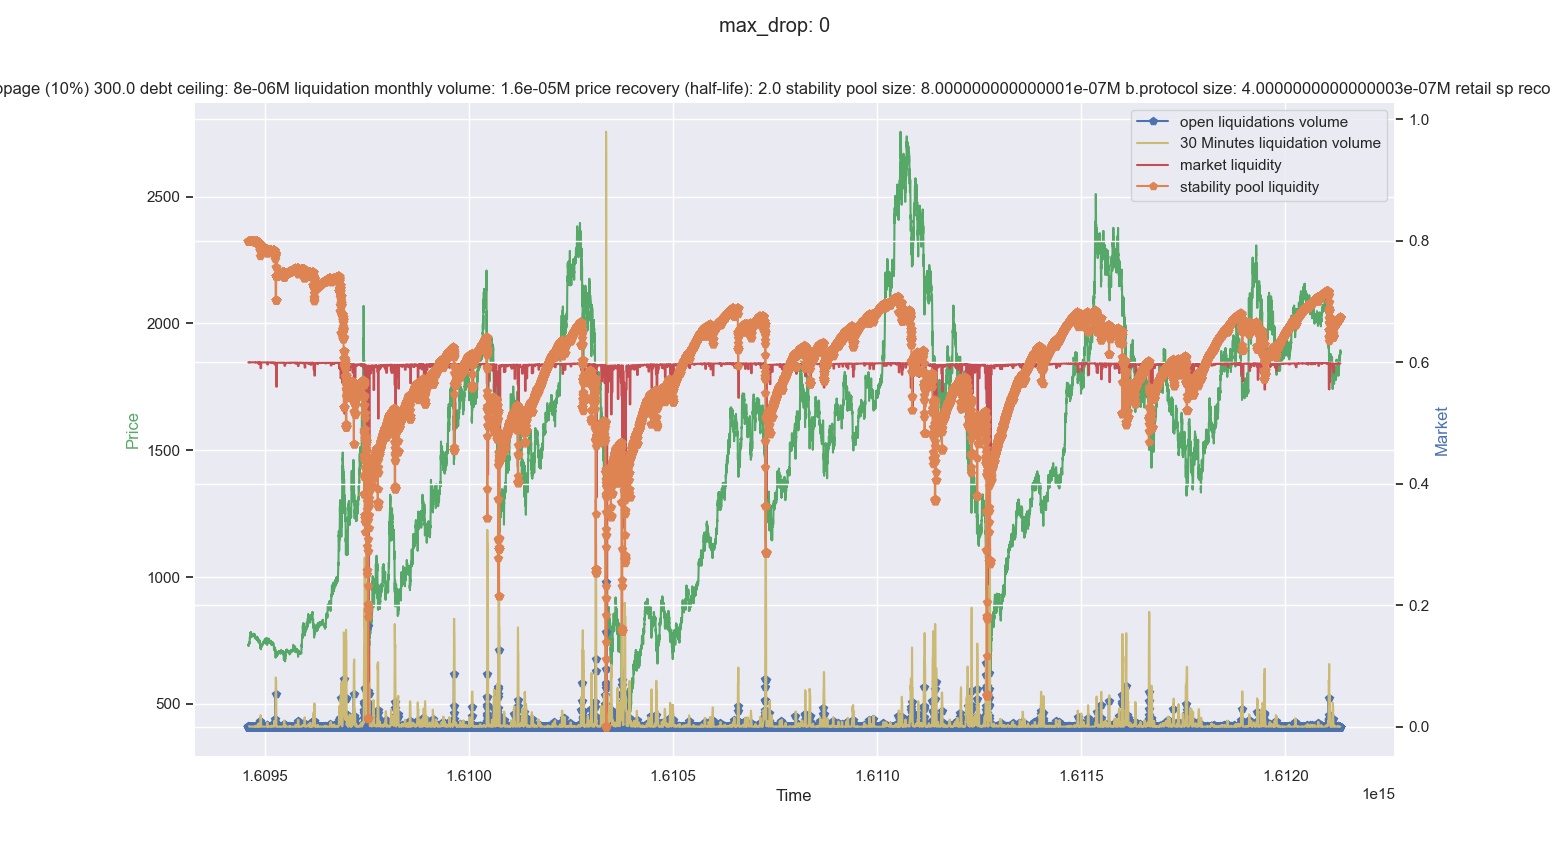 max_drop: 0
(10%) 300.0 debt ceiling: 8e-06M liquidation monthly volume: 1.6e-05M price recovery (half-life): 2.0 stability pool size: 8.000000000000001e-07M b.protocol size: 4.0000000000000003e-07M retail sp
open liquidations volume
30 Minutes liquidation volume
market liquidity
stability pool liquidity
2500
2000
1500
1000
500
Price
1.0
0.8
0.6
0.4
0.2
0.0
Market
1.6095 1.6100 1.6105 1.6110 1.6115 1.6120
Time
1e15